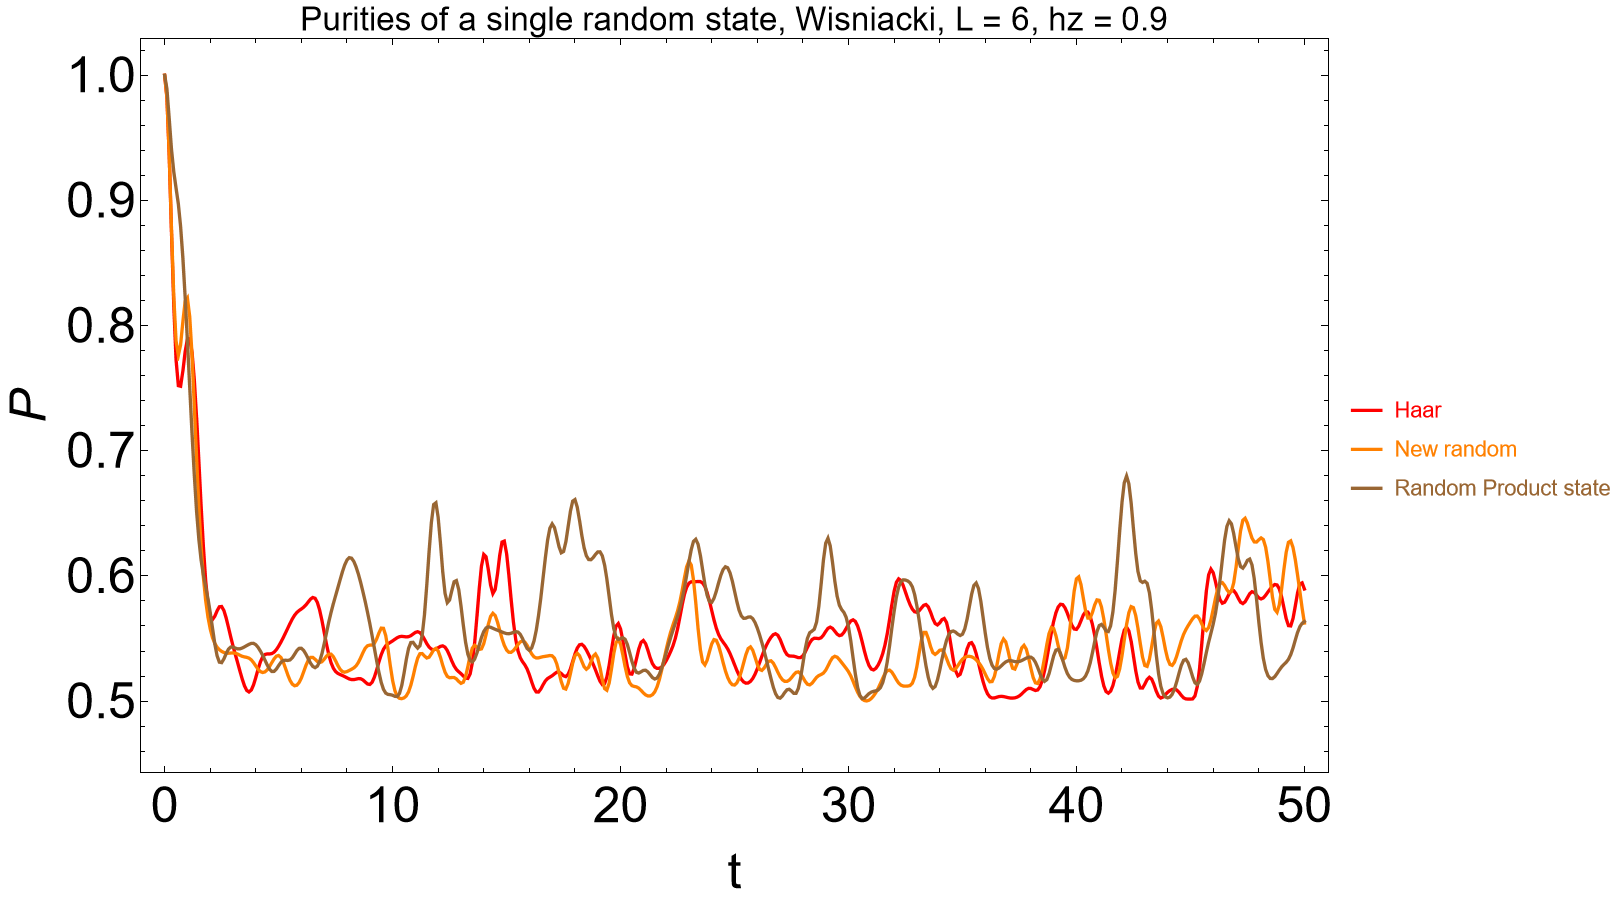 Purities of a single random state, Wisniacki, L = 6, hz = 0.9
1.0
0.9
0.8
0.7
0.6
0.5
P
0 10 20 30 40 50
t
Haar
New random
Random Product state